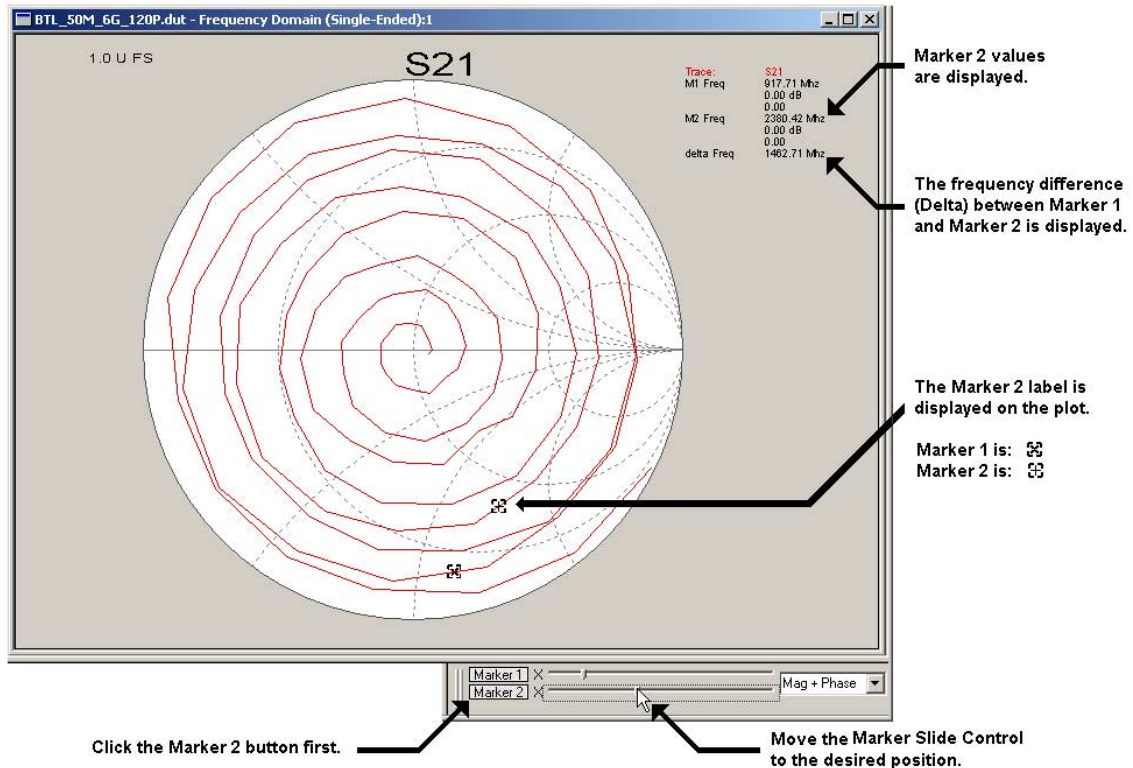 BTL_50M_6G_120P.dut - Frequency Domain (Single-Ended):1
1.0 U FS
S21
Trace: S21
M1 Freq 917.71 Mhz
0.00 dB
0.00
M2 Freq 2380.42 Mhz
0.00 dB
0.00
delta Freq 1462.71 Mhz
Marker 2 values
are displayed.
The frequency difference
(Delta) between Marker 1
and Marker 2 is displayed.
The Marker 2 label is
displayed on the plot.
Marker 1 is:
Marker 2 is:
Marker 1 X
Marker 2 X
Mag + Phase
Click the Marker 2 button first.
Move the Marker Slide Control
to the desired position.